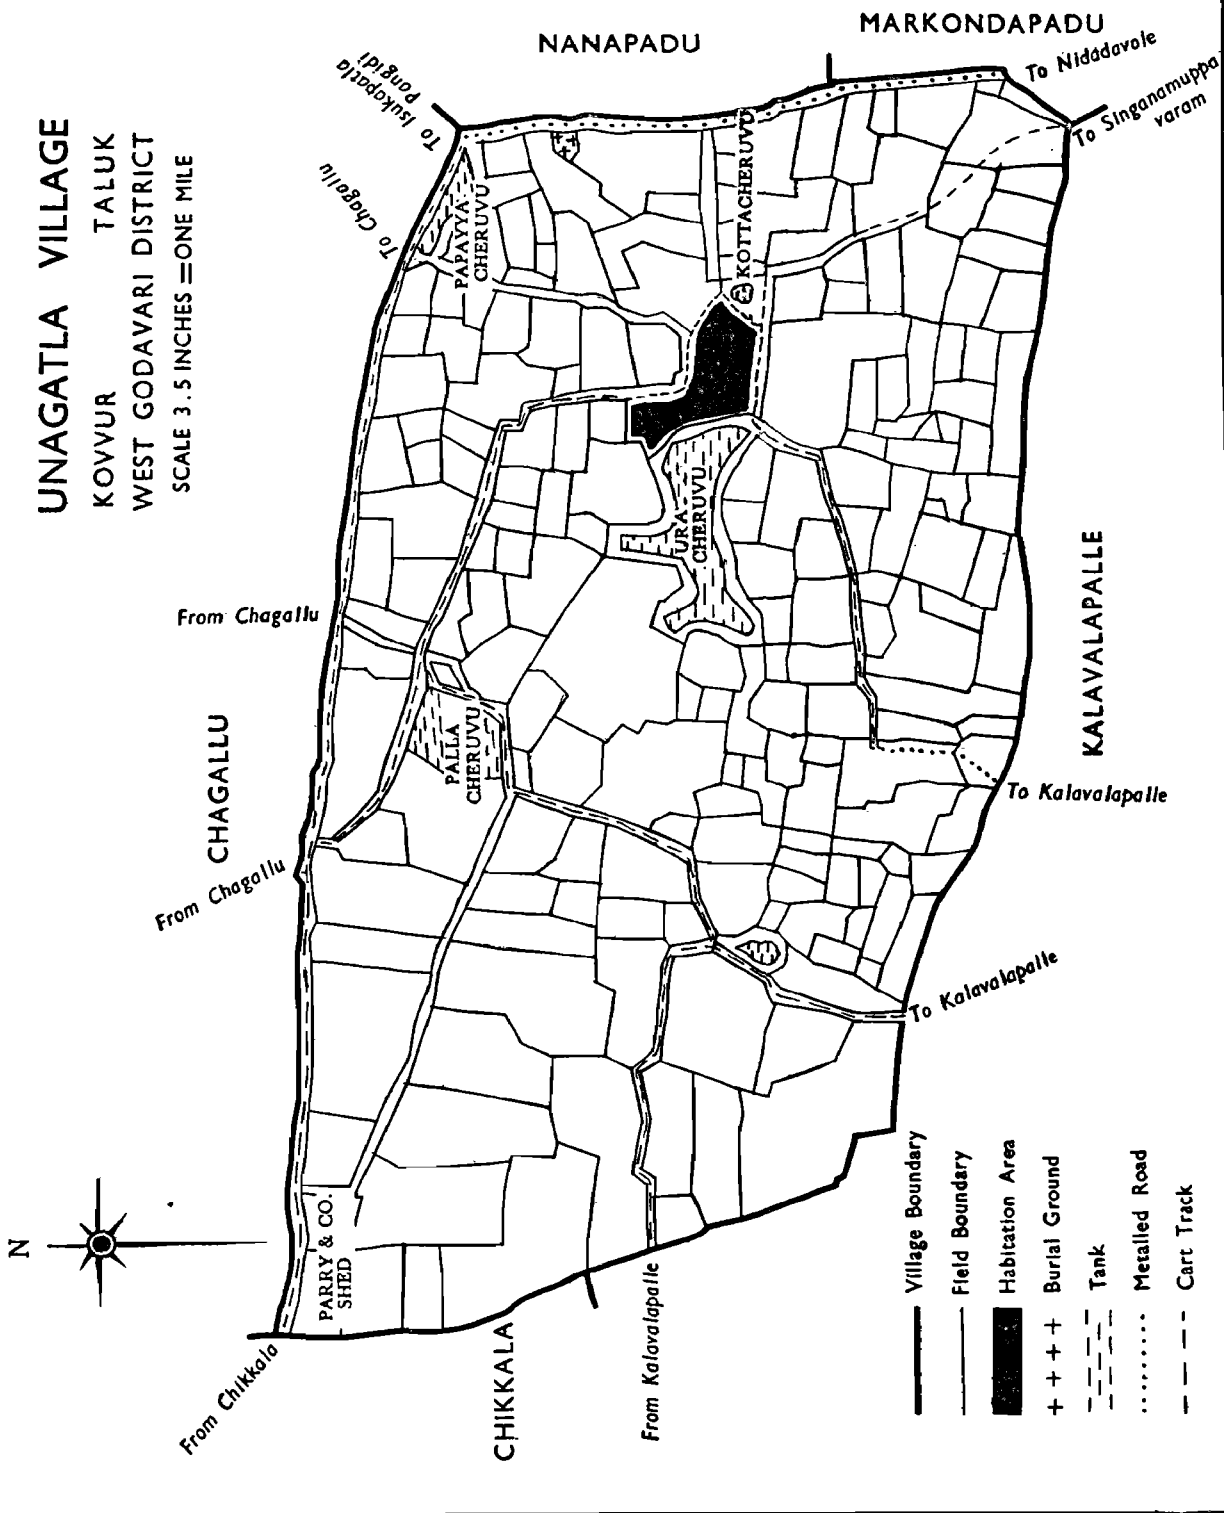 UNAGATLA VILLAGE
KOVVUR TALUK
WEST GODAVARI DISTRICT
SCALE 3.5 INCHES = ONE MILE
NANAPADU
MARKONDAPADU
To Isukapatla
Pangidi
To Chagallu
To Nidadavole
To Singanamuppa
varam
PAPAYYA
CHERUVU
KOTTACHERUVU
URA
CHERUVU
From Chagallu
CHAGALLU
PALLA
CHERUVU
KALAVALAPALLE
To Kalavalapalle
From Chagallu
To Kalavalapalle
N
PARRY & CO.
SHED
From Chikkala
CHIKKALA
From Kalavalapalle
Village Boundary
Field Boundary
Habitation Area
Burial Ground
Tank
Metalled Road
Cart Track